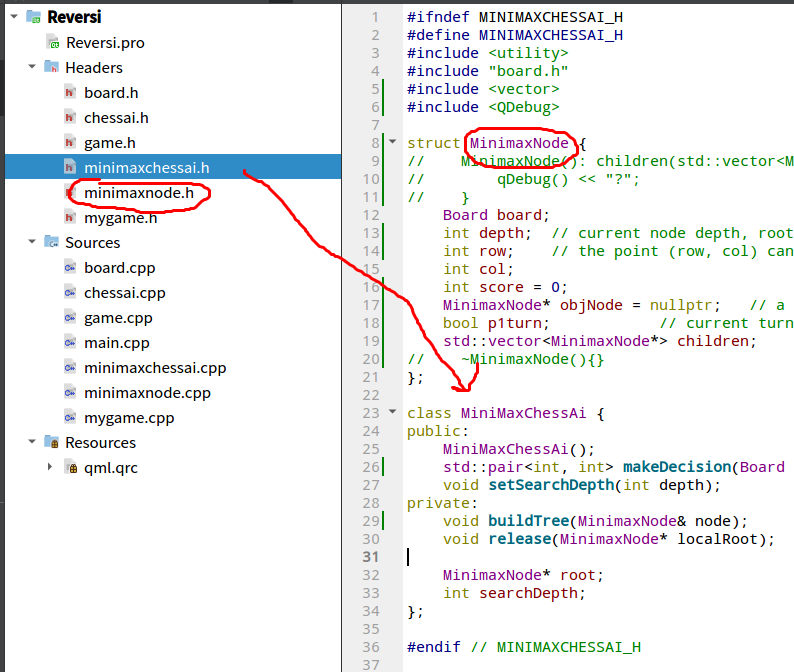 Reversi
Reversi.pro
Headers
board.h
chessai.h
game.h
minimaxchessai.h
minimaxnode.h
mygame.h
Sources
board.cpp
chessai.cpp
game.cpp
main.cpp
minimaxchessai.cpp
minimaxnode.cpp
mygame.cpp
Resources
qml.qrc
1 #ifndef MINIMAXCHESSAI_H
2 #define MINIMAXCHESSAI_H
3 #include <utility>
4 #include "board.h"
5 #include <vector>
6 #include <QDebug>
7
8 struct MinimaxNode {
9 //    MinimaxNode(): children(std::vector<M
10 //        qDebug() << "?";
11 //    }
12     Board board;
13     int depth;  // current node depth, root
14     int row;    // the point (row, col) can
15     int col;
16     int score = 0;
17     MinimaxNode* objNode = nullptr;   // a
18     bool p1turn;            // current turn
19     std::vector<MinimaxNode*> children;
20 //    ~MinimaxNode(){}
21 };
22
23 class MiniMaxChessAi {
24 public:
25     MiniMaxChessAi();
26     std::pair<int, int> makeDecision(Board
27     void setSearchDepth(int depth);
28 private:
29     void buildTree(MinimaxNode& node);
30     void release(MinimaxNode* localRoot);
31
32     MinimaxNode* root;
33     int searchDepth;
34 };
35
36 #endif // MINIMAXCHESSAI_H
37